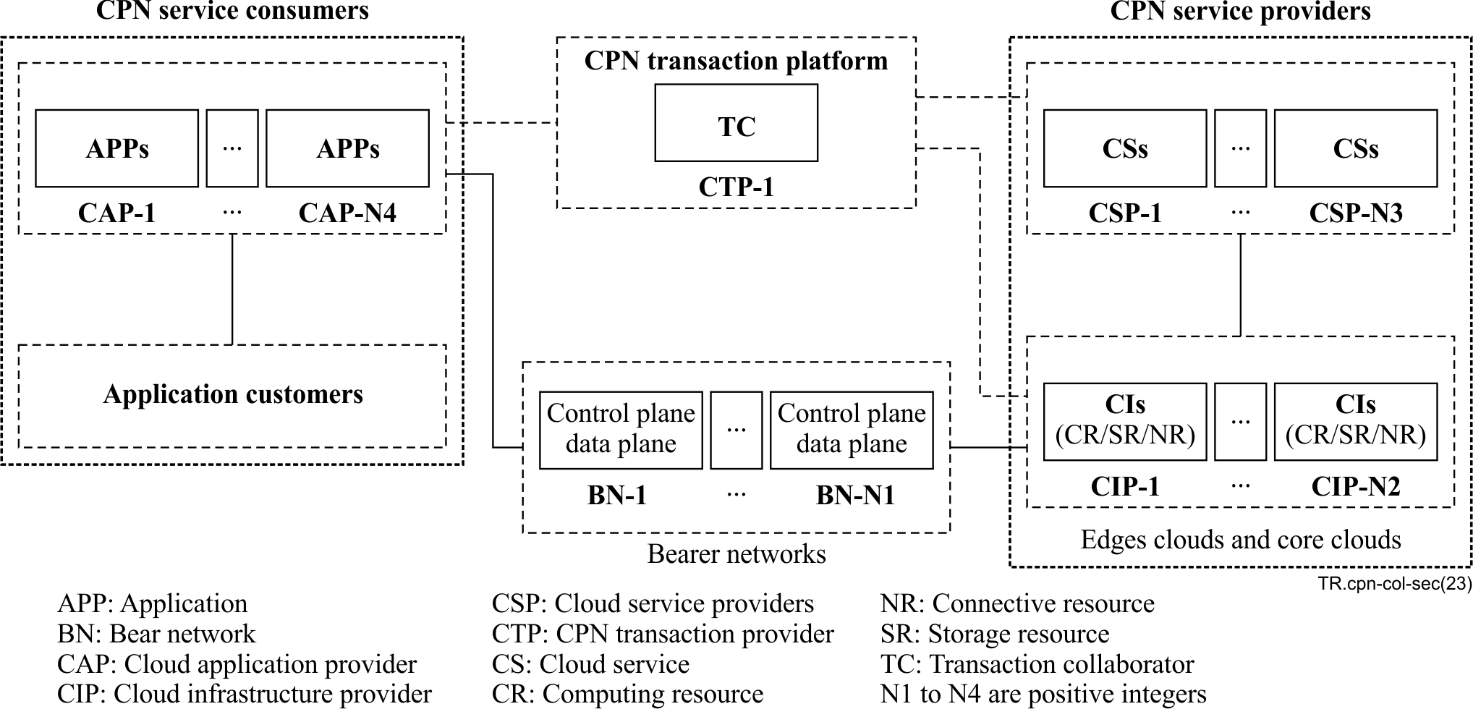 CPN service consumers
CPN service providers
CPN transaction platform
APPs
...
APPs
CAP-1
...
CAP-N4
TC
CTP-1
CSs
...
CSs
CSP-1
...
CSP-N3
Application customers
Control plane
data plane
...
Control plane
data plane
BN-1
...
BN-N1
Bearer networks
CIs
(CR/SR/NR)
...
CIs
(CR/SR/NR)
CIP-1
...
CIP-N2
Edges clouds and core clouds
TR.cpn-col-sec(23)
APP: Application
BN: Bear network
CAP: Cloud application provider
CIP: Cloud infrastructure provider
CSP: Cloud service providers
CTP: CPN transaction provider
CS: Cloud service
CR: Computing resource
NR: Connective resource
SR: Storage resource
TC: Transaction collaborator
N1 to N4 are positive integers